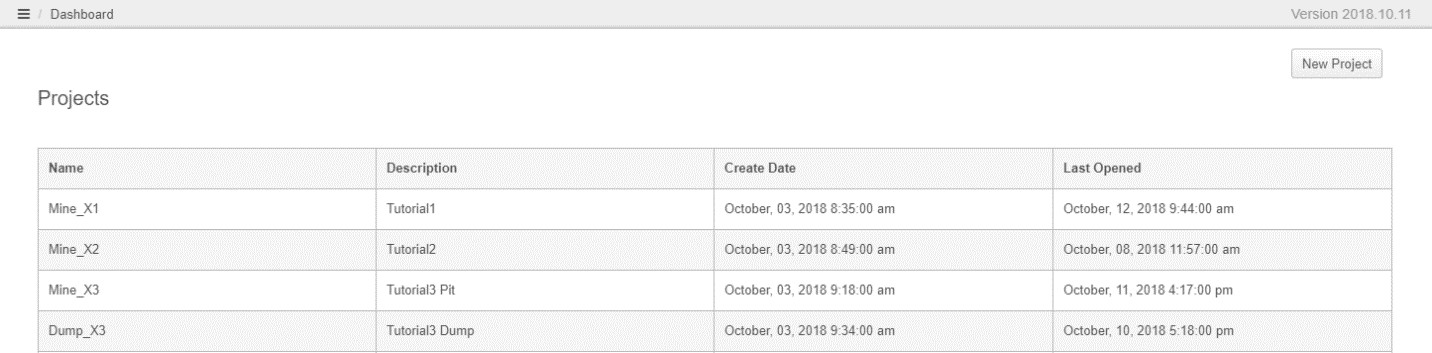 / Dashboard
Version 2018.10.11
New Project
Projects
Name Description Create Date Last Opened
Mine_X1 Tutorial1 October, 03, 2018 8:35:00 am October, 12, 2018 9:44:00 am
Mine_X2 Tutorial2 October, 03, 2018 8:49:00 am October, 08, 2018 11:57:00 am
Mine_X3 Tutorial3 Pit October, 03, 2018 9:18:00 am October, 11, 2018 4:17:00 pm
Dump_X3 Tutorial3 Dump October, 03, 2018 9:34:00 am October, 10, 2018 5:18:00 pm